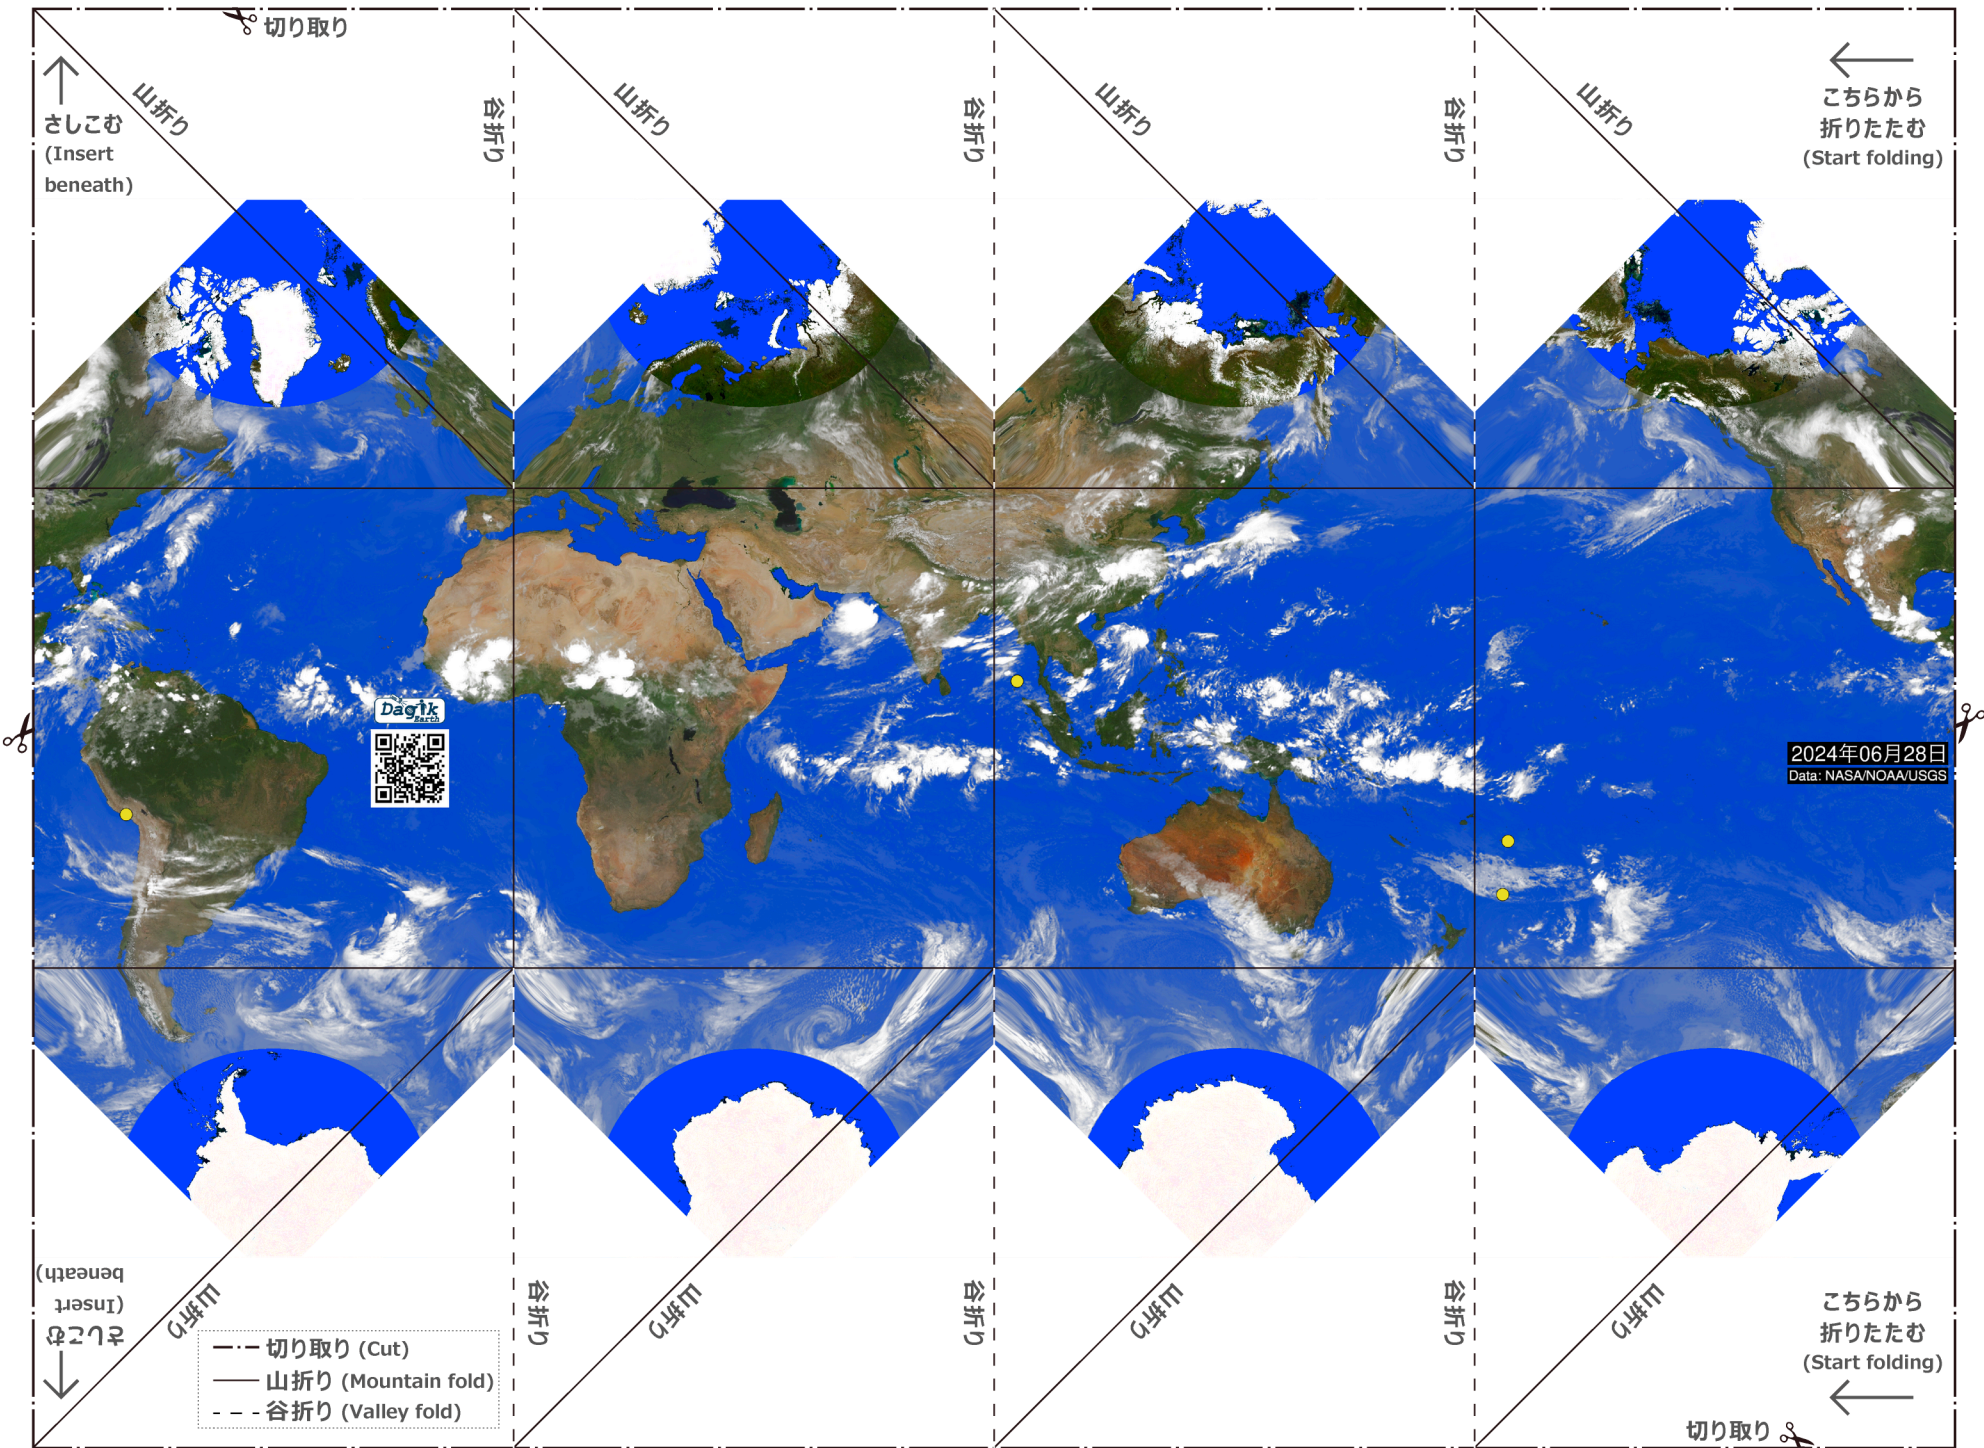 切り取り
山折り
谷折り
山折り
谷折り
山折り
谷折り
山折り
さしこむ
(Insert
beneath)
こちらから
折りたたむ
(Start folding)
Dagik
Earth
2024年06月28日
Data: NASA/NOAA/USGS
さしこむ
(Insert
beneath)
山折り
谷折り
山折り
谷折り
山折り
谷折り
山折り
こちらから
折りたたむ
(Start folding)
切り取り (Cut)
山折り (Mountain fold)
谷折り (Valley fold)
切り取り